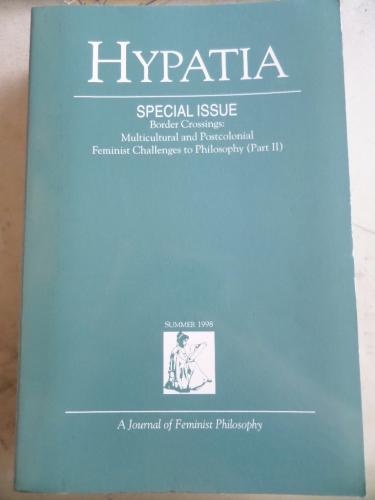 HYPATIA
SPECIAL ISSUE
Border Crossings:
Multicultural and Postcolonial
Feminist Challenges to Philosophy (Part II)
SUMMER 1998
A Journal of Feminist Philosophy